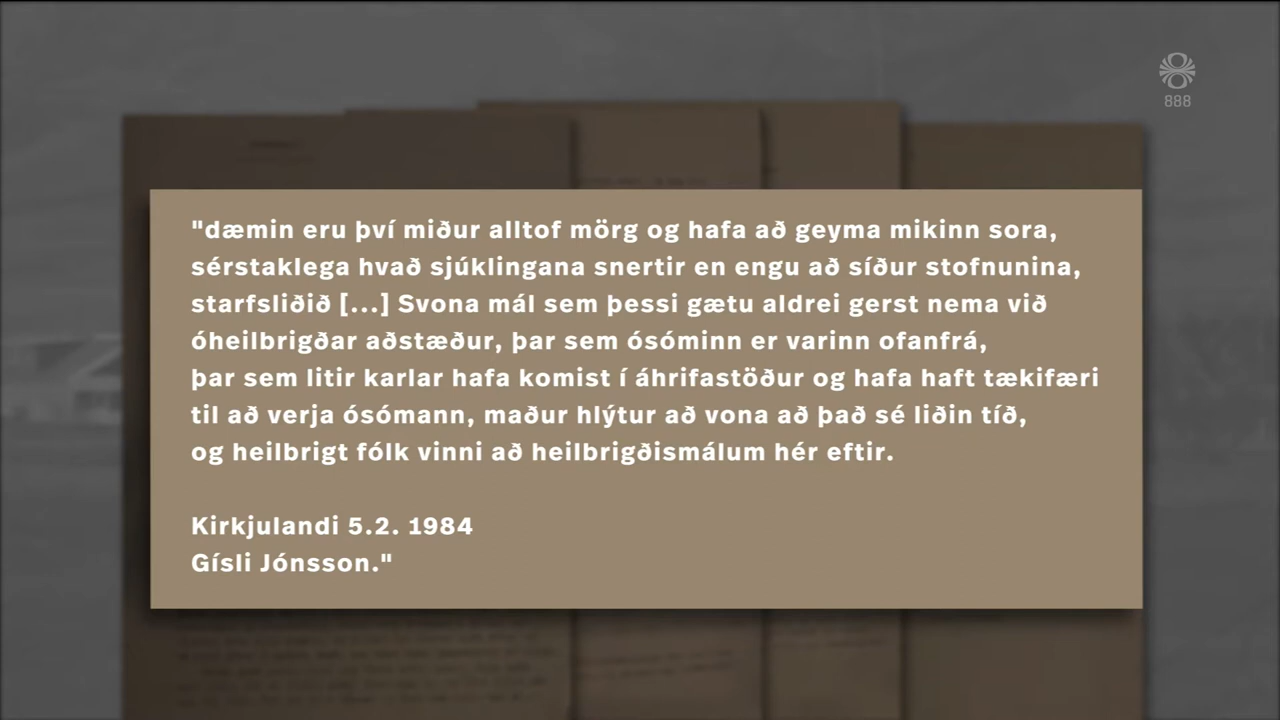 888
"dæmin eru því miður alltof mörg og hafa að geyma mikinn sora,
sérstaklega hvað sjúklingana snertir en engu að síður stofnunina,
starfsliðið [...] Svona mál sem þessi gætu aldrei gerst nema við
óheilbrigðar aðstæður, þar sem ósóminn er varinn ofanfrá,
þar sem litir karlar hafa komist í áhrifastöður og hafa haft tækifæri
til að verja ósómann, maður hlýtur að vona að það sé liðin tíð,
og heilbrigt fólk vinni að heilbrigðismálum hér eftir.
Kirkjulandi 5.2. 1984
Gísli Jónsson."